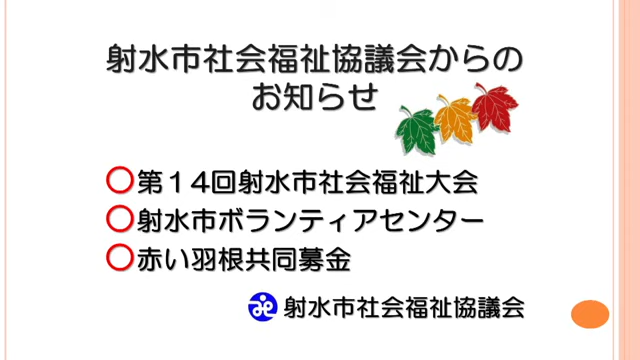 射水市社会福祉協議会からの
お知らせ
○第１4回射水市社会福祉大会
○射水市ボランティアセンター
○赤い羽根共同募金
射水市社会福祉協議会